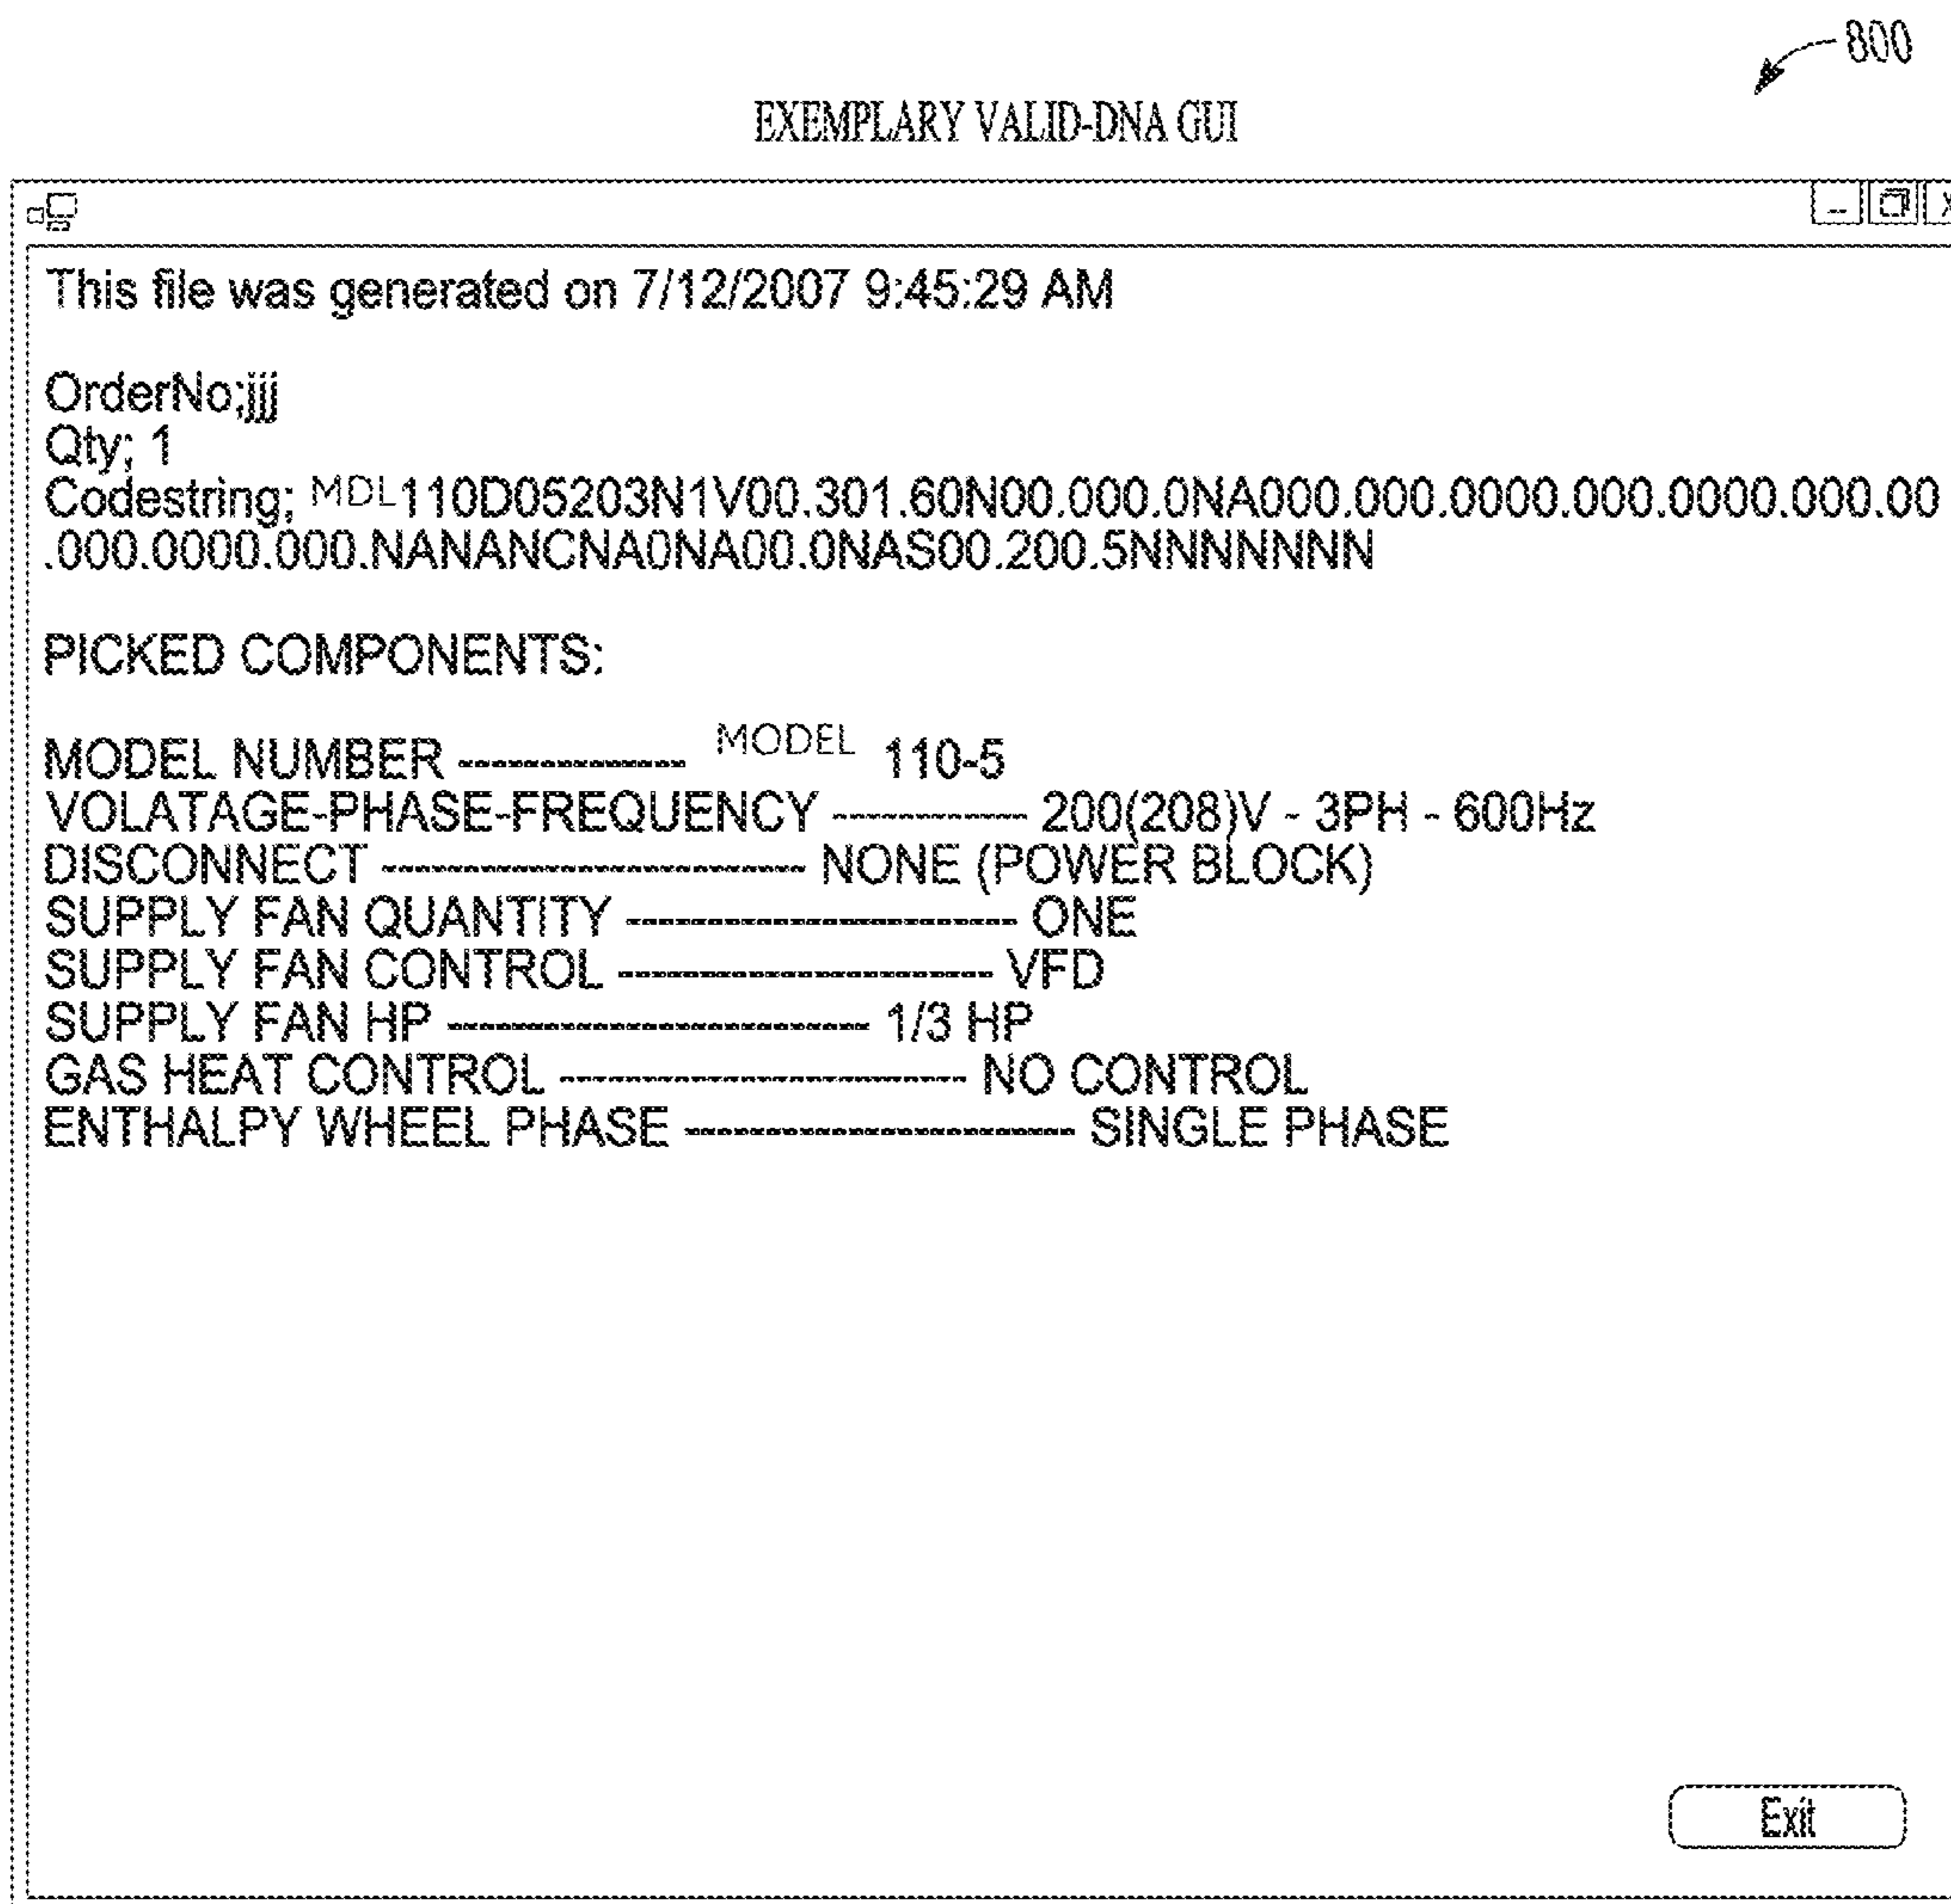 800
EXEMPLARY VALID-DNA GUI
This file was generated on 7/12/2007 9:45:29 AM
OrderNo;jjj
Qty; 1
Codestring; MDL110D05203N1V00.301.60N00.000.0NA000.000.0000.000.0000.000.00
.000.0000.000.NANANCNA0NA00.0NAS00.200.5NNNNNNN
PICKED COMPONENTS:
MODEL NUMBER -------------- MODEL 110-5
VOLATAGE-PHASE-FREQUENCY ------------ 200(208)V - 3PH - 600Hz
DISCONNECT -------------------------- NONE (POWER BLOCK)
SUPPLY FAN QUANTITY ------------------------ ONE
SUPPLY FAN CONTROL ----------------------- VFD
SUPPLY FAN HP -------------------------- 1/3 HP
GAS HEAT CONTROL ------------------------- NO CONTROL
ENTHALPY WHEEL PHASE ------------------------ SINGLE PHASE
Exit